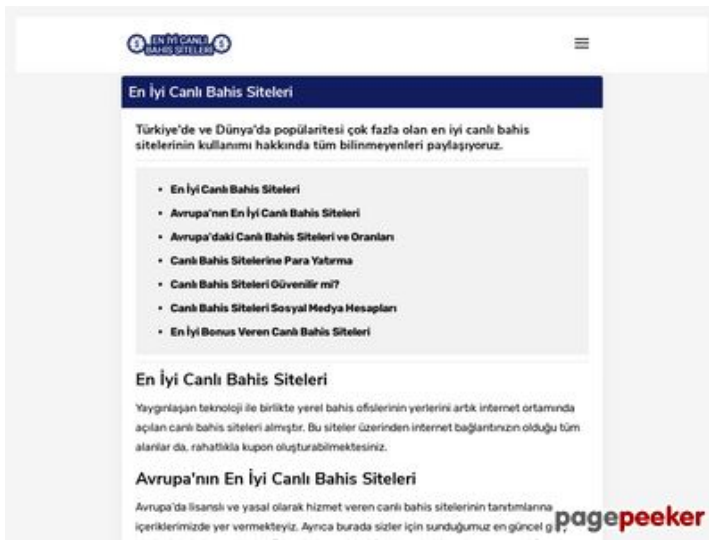 EN İYİ CANLI
BAHİS SİTELERİ
En İyi Canlı Bahis Siteleri
Türkiye'de ve Dünya'da popülaritesi çok fazla olan en iyi canlı bahis
sitelerinin kullanımı hakkında tüm bilinmeyenleri paylaşıyoruz.
• En İyi Canlı Bahis Siteleri
• Avrupa'nın En İyi Canlı Bahis Siteleri
• Avrupa'daki Canlı Bahis Siteleri ve Oranları
• Canlı Bahis Sitelerine Para Yatırma
• Canlı Bahis Siteleri Güvenilir mi?
• Canlı Bahis Siteleri Sosyal Medya Hesapları
• En İyi Bonus Veren Canlı Bahis Siteleri
En İyi Canlı Bahis Siteleri
Yaygınlaşan teknoloji ile birlikte yerel bahis ofislerinin yerlerini artık internet ortamında
açılan canlı bahis siteleri almıştır. Bu siteler üzerinden internet bağlantınızın olduğu tüm
alanlar da, rahatlıkla kupon oluşturabilmektesiniz.
Avrupa'nın En İyi Canlı Bahis Siteleri
Avrupa'da lisanslı ve yasal olarak hizmet veren canlı bahis sitelerinin tanıtımlarına
içeriklerimizde yer vermekteyiz. Ayrıca burada sizler için sunduğumuz en güncel
pagepeeker